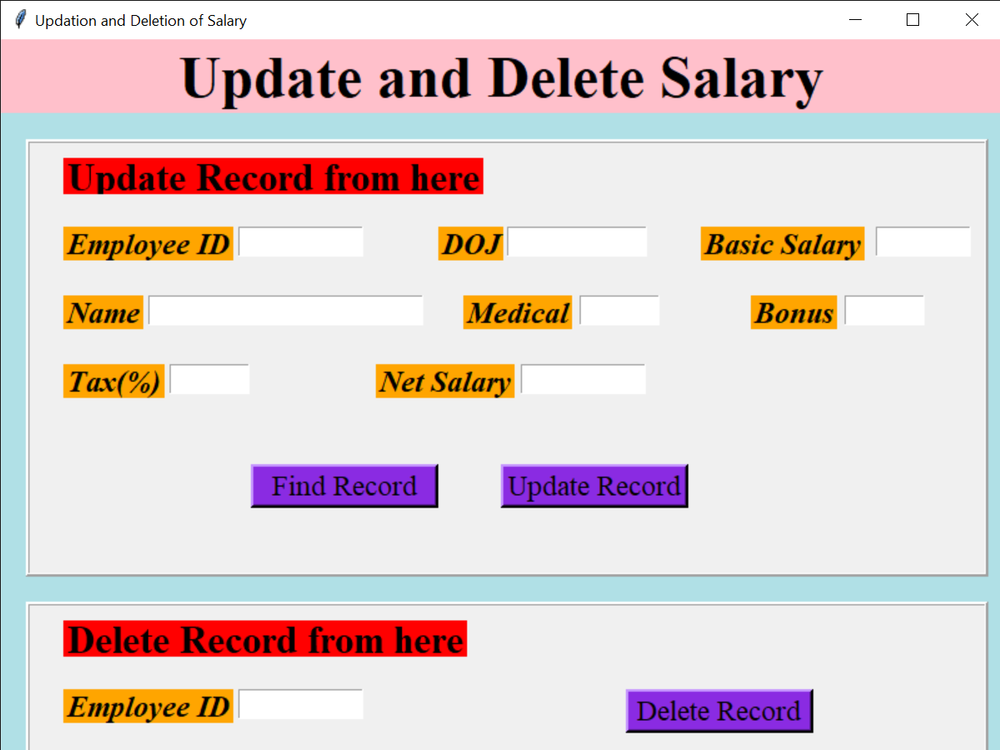 Updation and Deletion of Salary
Update and Delete Salary
Update Record from here
Employee ID DOJ Basic Salary
Name Medical Bonus
Tax(%) Net Salary
Find Record Update Record
Delete Record from here
Employee ID Delete Record